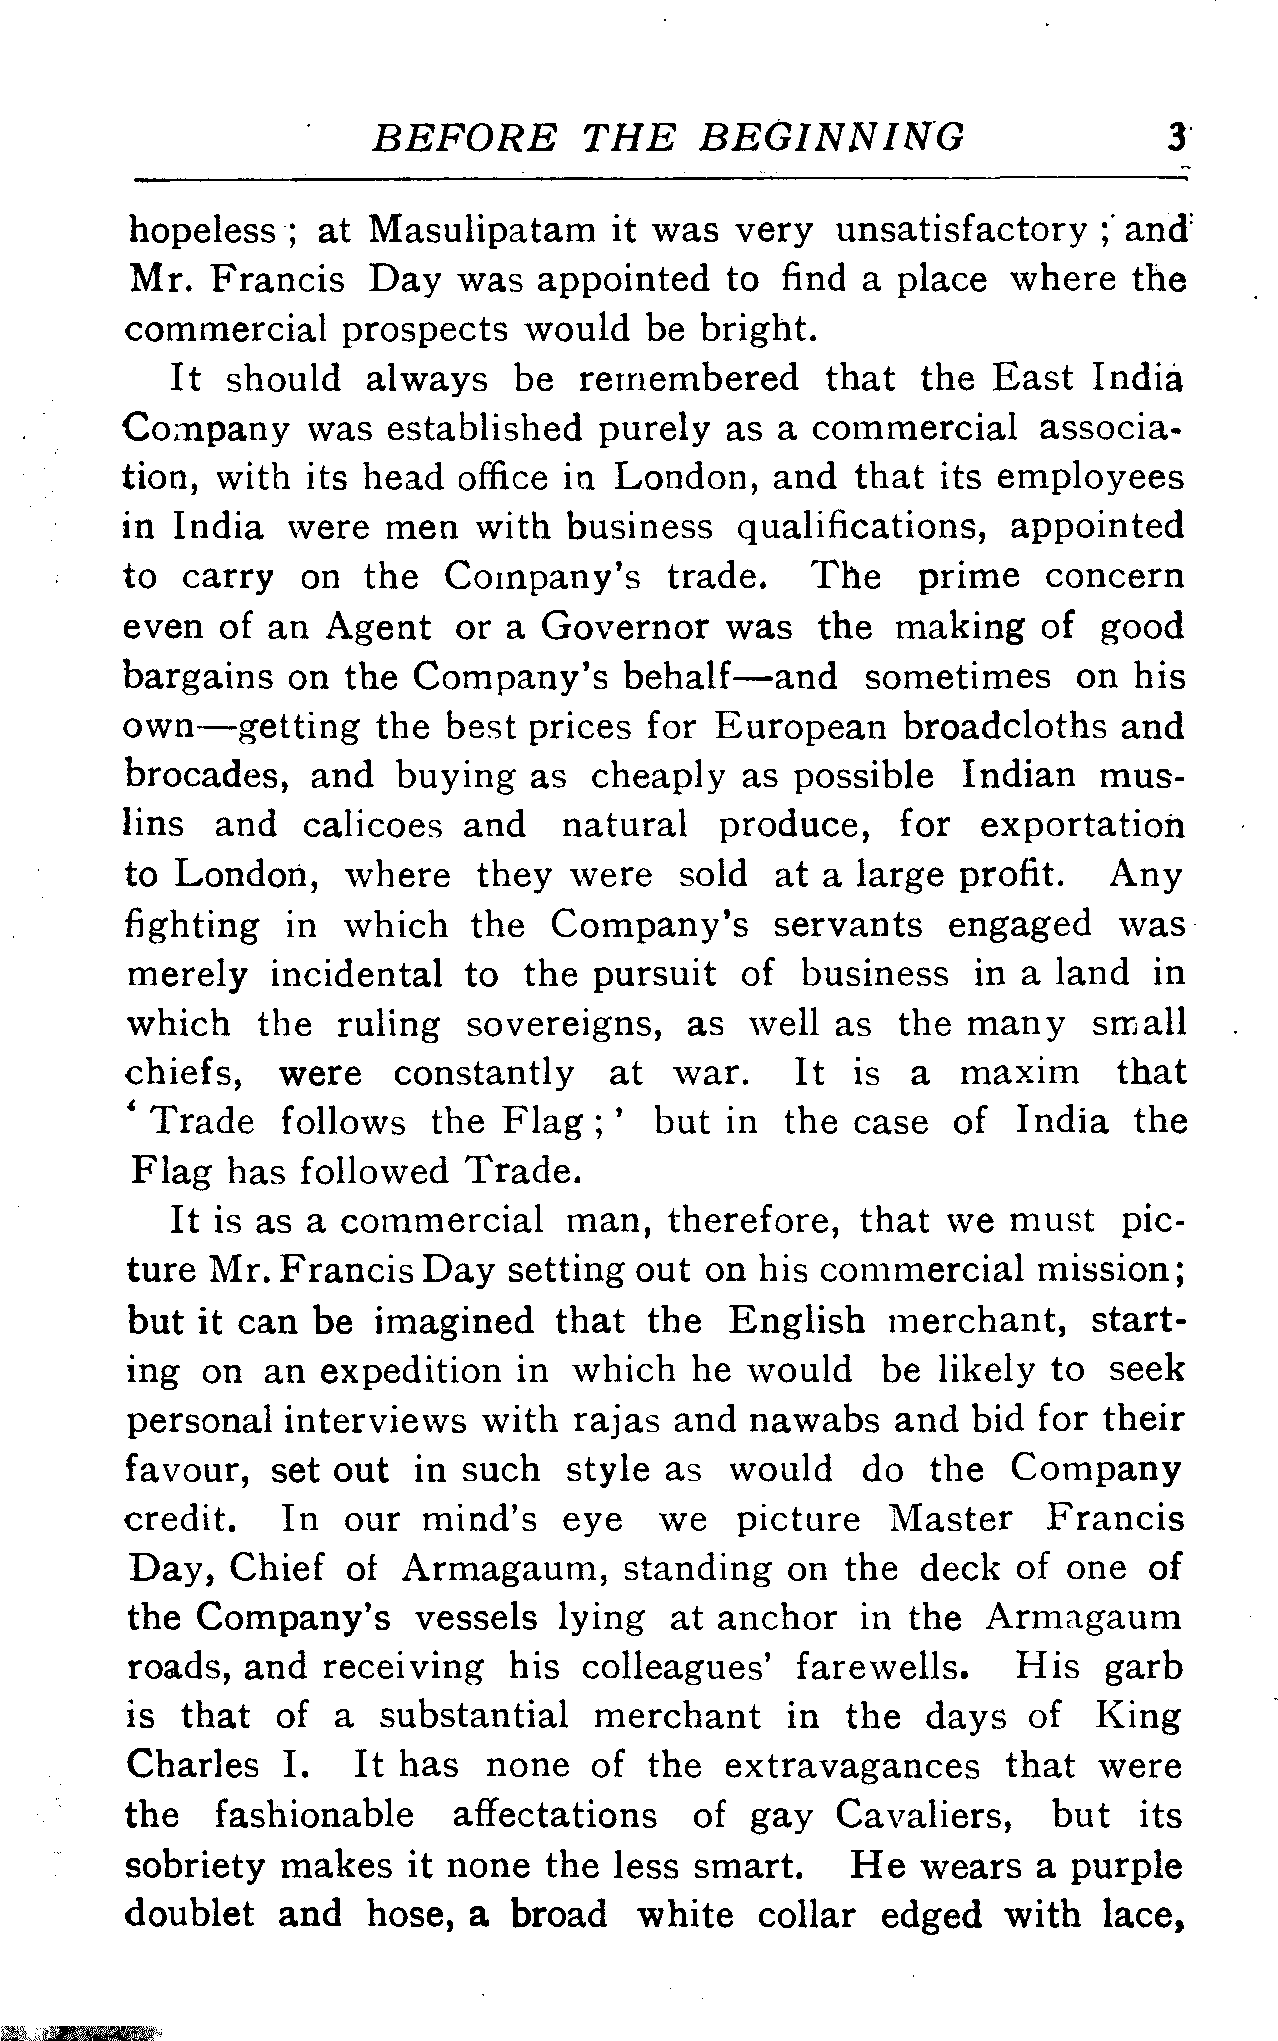 BEFORE THE BEGINNING 3
hopeless ; at Masulipatam it was very unsatisfactory ; and
Mr. Francis Day was appointed to find a place where the
commercial prospects would be bright.
It should always be remembered that the East India
Company was established purely as a commercial associa-
tion, with its head office in London, and that its employees
in India were men with business qualifications, appointed
to carry on the Company's trade. The prime concern
even of an Agent or a Governor was the making of good
bargains on the Company's behalf—and sometimes on his
own—getting the best prices for European broadcloths and
brocades, and buying as cheaply as possible Indian mus-
lins and calicoes and natural produce, for exportation
to London, where they were sold at a large profit. Any
fighting in which the Company's servants engaged was
merely incidental to the pursuit of business in a land in
which the ruling sovereigns, as well as the many small
chiefs, were constantly at war. It is a maxim that
‘ Trade follows the Flag ; ’ but in the case of India the
Flag has followed Trade.
It is as a commercial man, therefore, that we must pic-
ture Mr. Francis Day setting out on his commercial mission;
but it can be imagined that the English merchant, start-
ing on an expedition in which he would be likely to seek
personal interviews with rajas and nawabs and bid for their
favour, set out in such style as would do the Company
credit. In our mind's eye we picture Master Francis
Day, Chief of Armagaum, standing on the deck of one of
the Company's vessels lying at anchor in the Armagaum
roads, and receiving his colleagues' farewells. His garb
is that of a substantial merchant in the days of King
Charles I. It has none of the extravagances that were
the fashionable affectations of gay Cavaliers, but its
sobriety makes it none the less smart. He wears a purple
doublet and hose, a broad white collar edged with lace,